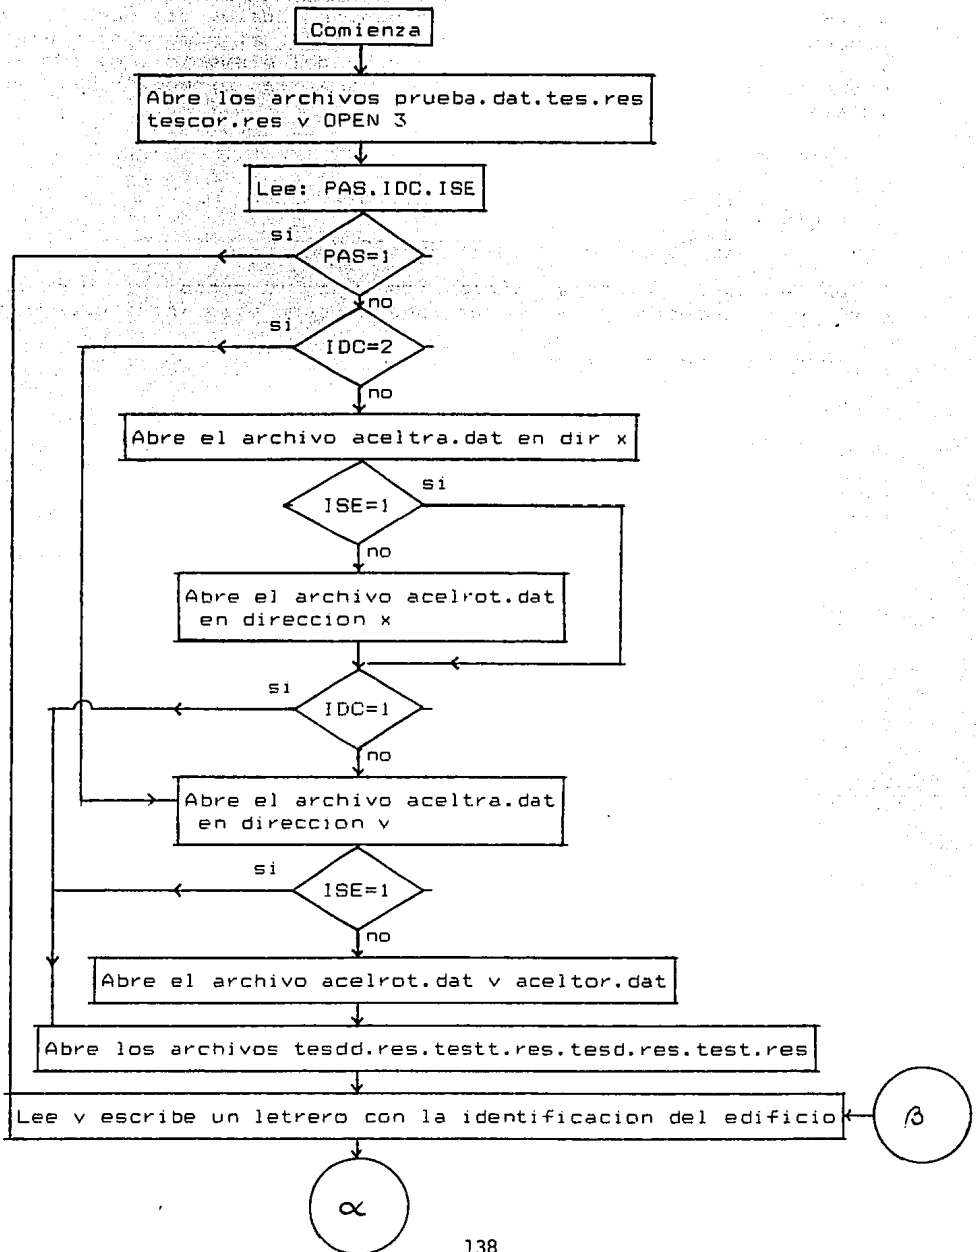 Comienza
Abre los archivos prueba.dat.tes.res
tescor.res v OPEN 3
Lee: PAS.IDC.ISE
si
PAS=1
no
si
IDC=2
no
Abre el archivo aceltra.dat en dir x
si
ISE=1
no
Abre el archivo acelrot.dat
en direccion x
si
IDC=1
no
Abre el archivo aceltra.dat
en direccion v
si
ISE=1
no
Abre el archivo acelrot.dat v aceltor.dat
Abre los archivos tesdd.res.testt.res.tesd.res.test.res
Lee v escribe un letrero con la identificacion del edificio
β
α
138